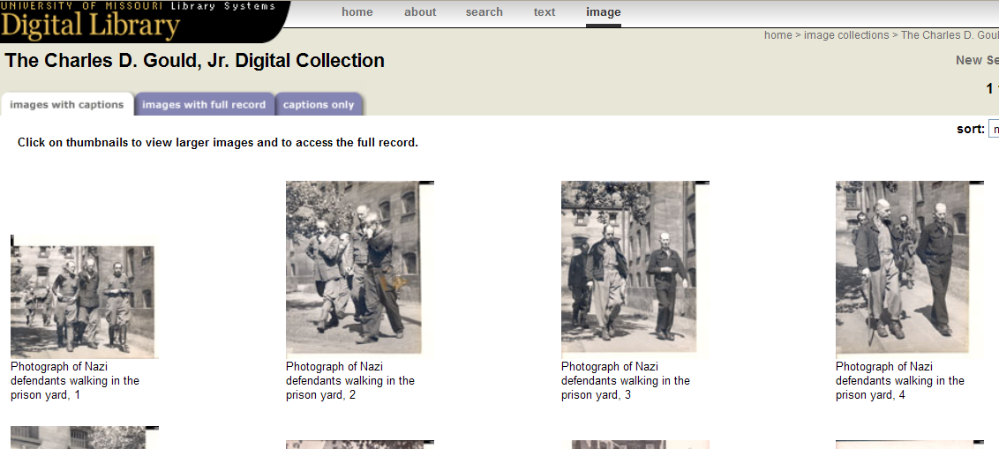 UNIVERSITY OF MISSOURI Library Systems
Digital Library
home about search text image
home > image collections > The Charles D.
The Charles D. Gould, Jr. Digital Collection
New
1
images with captions images with full record captions only
sort:
Click on thumbnails to view larger images and to access the full record.
Photograph of Nazi
defendants walking in the
prison yard, 1
Photograph of Nazi
defendants walking in the
prison yard, 2
Photograph of Nazi
defendants walking in the
prison yard, 3
Photograph of Nazi
defendants walking in the
prison yard, 4